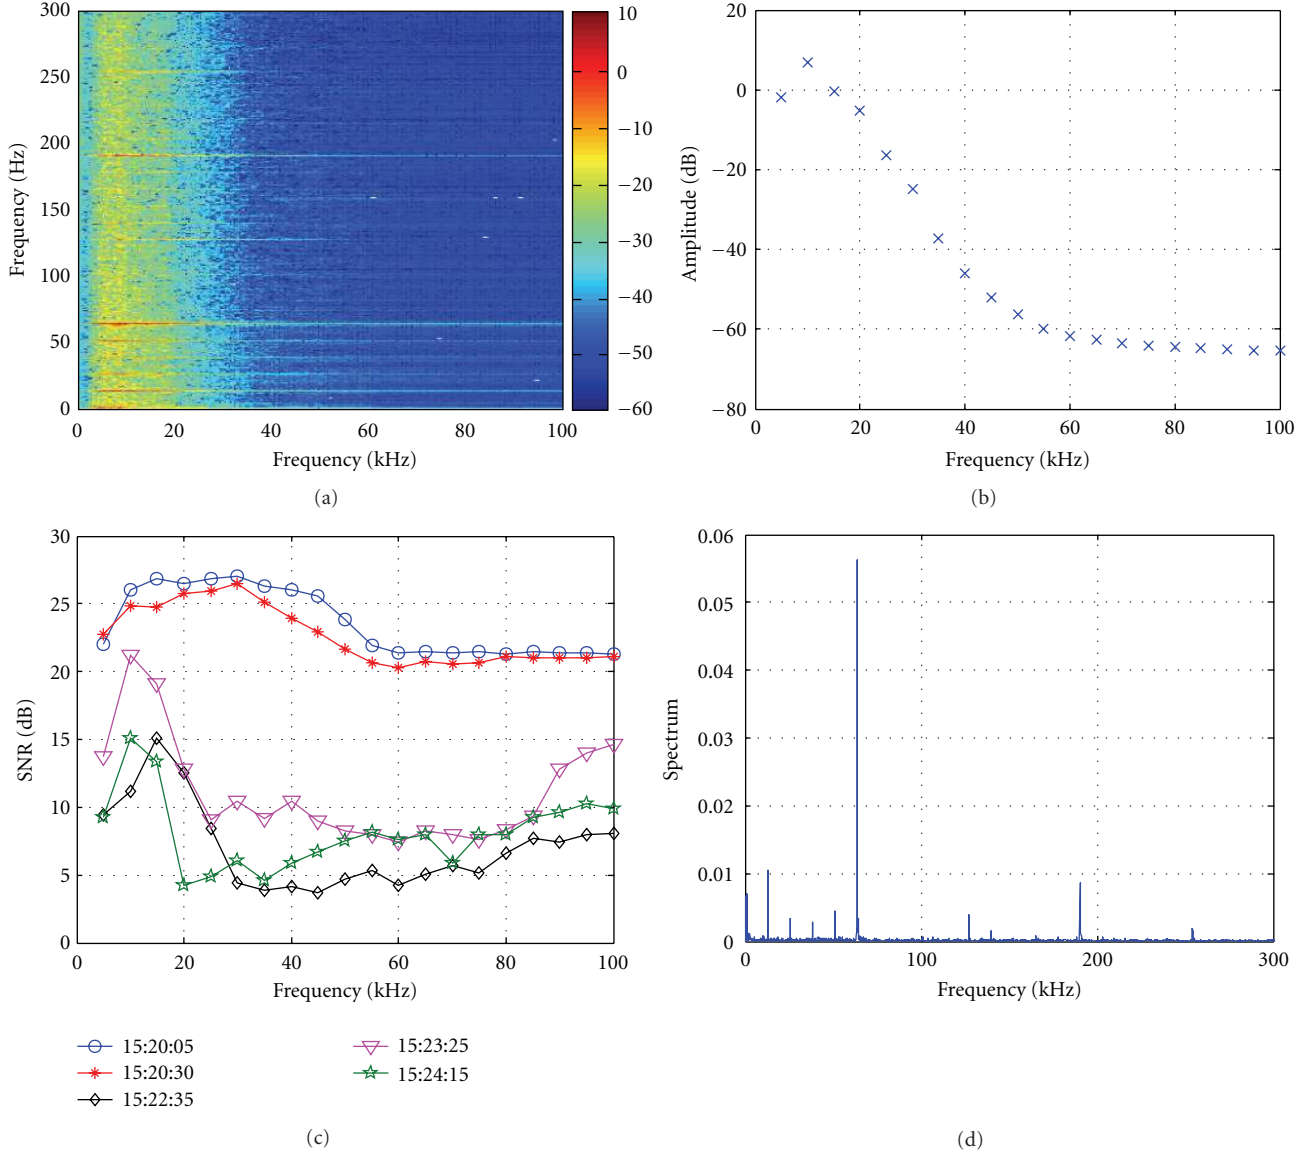 300
250
200
150
100
50
0
Frequency (Hz)
0 20 40 60 80 100
Frequency (kHz)
10
0
−10
−20
−30
−40
−50
−60
(a)
20
0
−20
−40
−60
−80
Amplitude (dB)
0 20 40 60 80 100
Frequency (kHz)
(b)
30
25
20
15
10
5
0
SNR (dB)
0 20 40 60 80 100
Frequency (kHz)
15:20:05
15:20:30
15:22:35
15:23:25
15:24:15
(c)
0.06
0.05
0.04
0.03
0.02
0.01
0
Spectrum
0 100 200 300
Frequency (kHz)
(d)